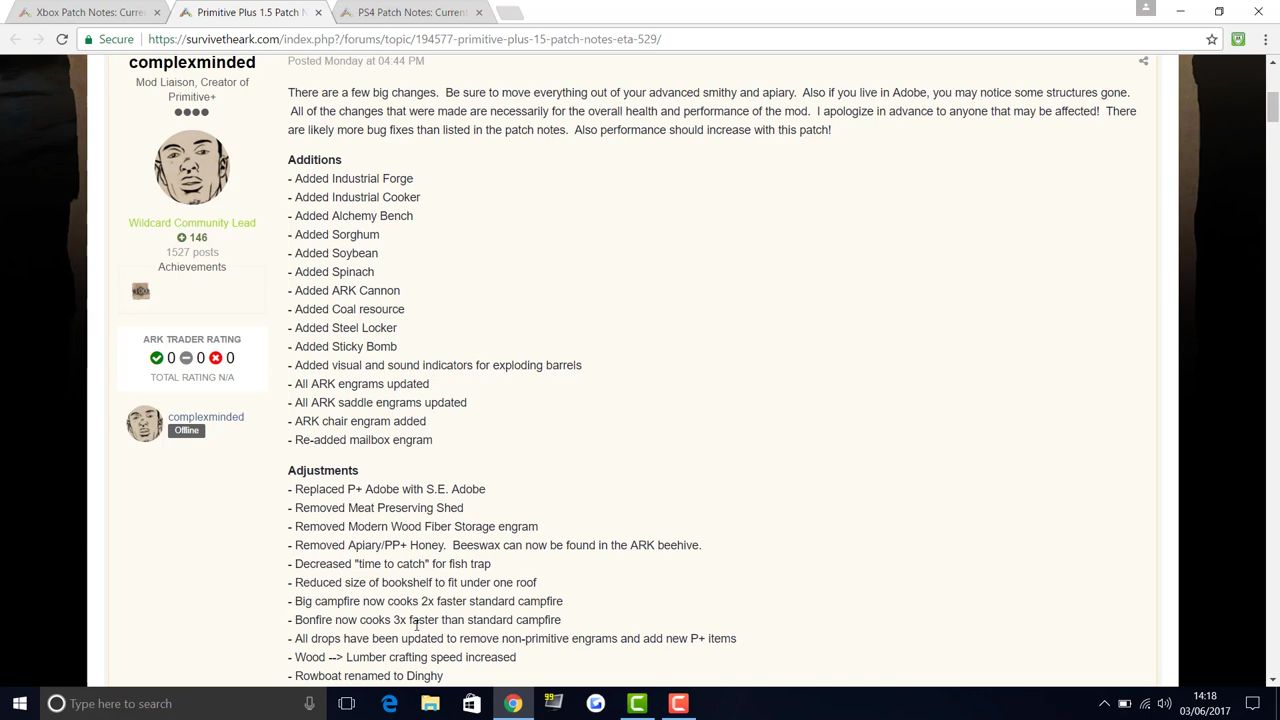 Xbox Patch Notes: Curren
Primitive Plus 1.5 Patch N
PS4 Patch Notes: Current
Secure
https://survivetheark.com/index.php?/forums/topic/194577-primitive-plus-15-patch-notes-eta-529/
complexminded
Mod Liaison, Creator of
Primitive+
146
Wildcard Community Lead
1527 posts
Achievements
ARK TRADER RATING
0 0 0
TOTAL RATING N/A
complexminded
Offline
Posted Monday at 04:44 PM
There are a few big changes. Be sure to move everything out of your advanced smithy and apiary. Also if you live in Adobe, you may notice some structures gone.
All of the changes that were made are necessarily for the overall health and performance of the mod. I apologize in advance to anyone that may be affected! There
are likely more bug fixes than listed in the patch notes. Also performance should increase with this patch!
Additions
- Added Industrial Forge
- Added Industrial Cooker
- Added Alchemy Bench
- Added Sorghum
- Added Soybean
- Added Spinach
- Added ARK Cannon
- Added Coal resource
- Added Steel Locker
- Added Sticky Bomb
- Added visual and sound indicators for exploding barrels
- All ARK engrams updated
- All ARK saddle engrams updated
- ARK chair engram added
- Re-added mailbox engram
Adjustments
- Replaced P+ Adobe with S.E. Adobe
- Removed Meat Preserving Shed
- Removed Modern Wood Fiber Storage engram
- Removed Apiary/PP+ Honey. Beeswax can now be found in the ARK beehive.
- Decreased "time to catch" for fish trap
- Reduced size of bookshelf to fit under one roof
- Big campfire now cooks 2x faster standard campfire
- Bonfire now cooks 3x faster than standard campfire
- All drops have been updated to remove non-primitive engrams and add new P+ items
- Wood --> Lumber crafting speed increased
- Rowboat renamed to Dinghy
Type here to search
99
14:18
03/06/2017